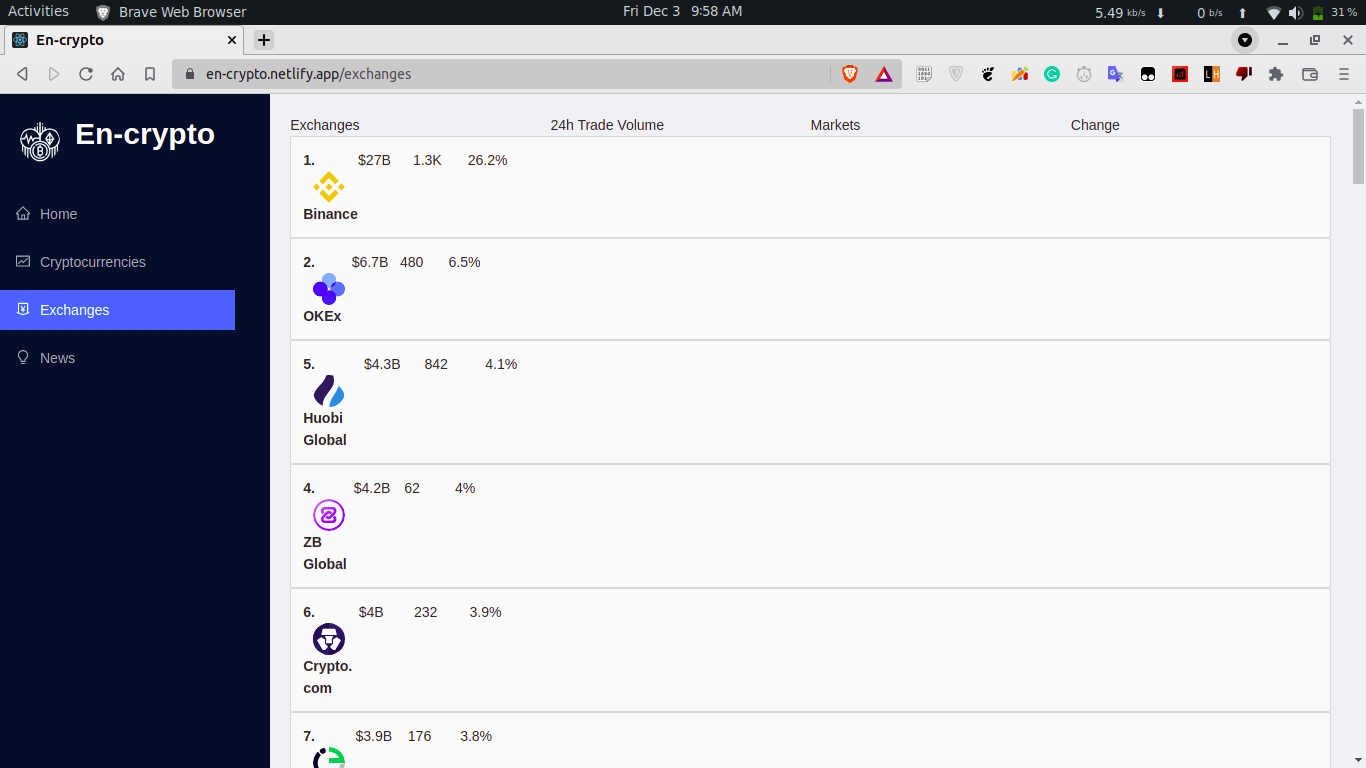 Activities Brave Web Browser Fri Dec 3 9:58 AM 5.49 kb/s 0 b/s 31 %
En-crypto
en-crypto.netlify.app/exchanges
En-crypto
Home
Cryptocurrencies
Exchanges
News
Exchanges 24h Trade Volume Markets Change
1. $27B 1.3K 26.2%
Binance
2. $6.7B 480 6.5%
OKEx
5. $4.3B 842 4.1%
Huobi
Global
4. $4.2B 62 4%
ZB
Global
6. $4B 232 3.9%
Crypto.
com
7. $3.9B 176 3.8%